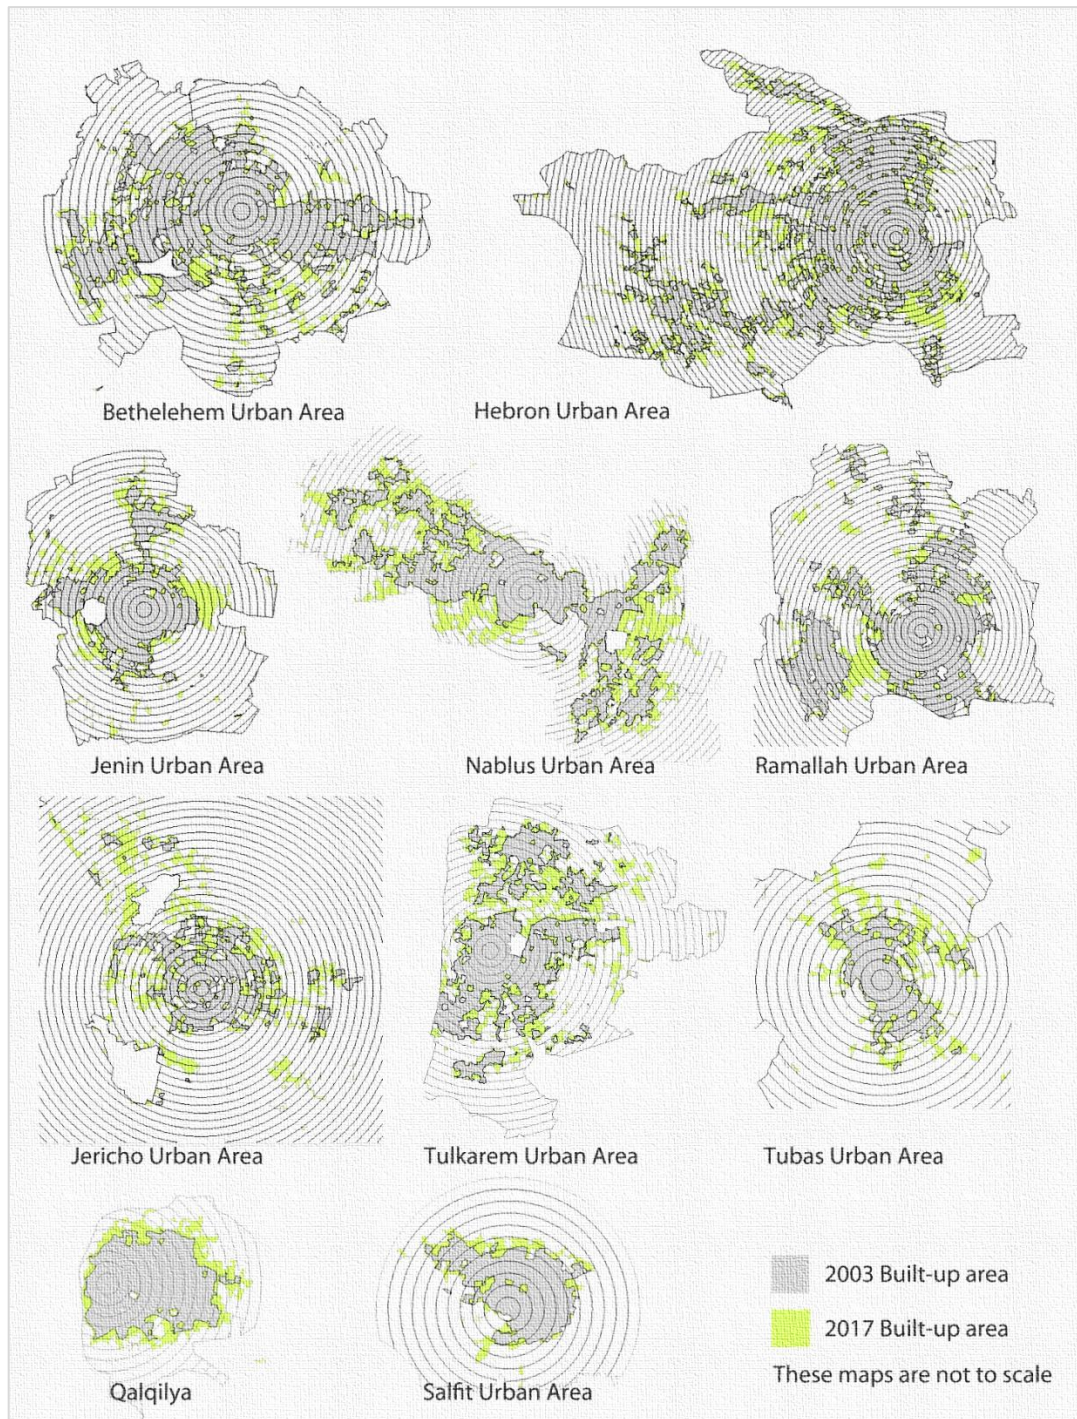 Bethelehem Urban Area
Hebron Urban Area
Jenin Urban Area
Nablus Urban Area
Ramallah Urban Area
Jericho Urban Area
Tulkarem Urban Area
Tubas Urban Area
2003 Built-up area
2017 Built-up area
These maps are not to scale
Qalqilya
Salfit Urban Area